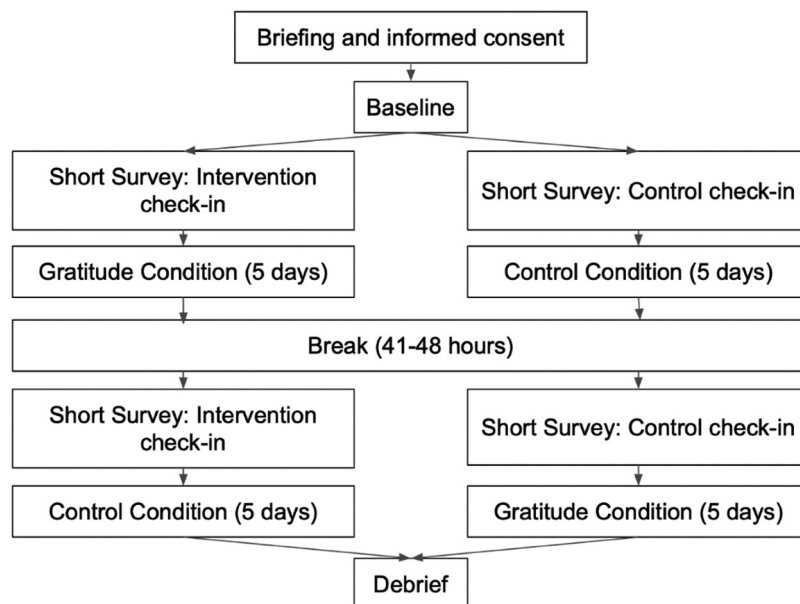 Briefing and informed consent
Baseline
Short Survey: Intervention
check-in
Short Survey: Control check-in
Gratitude Condition (5 days)
Control Condition (5 days)
Break (41-48 hours)
Short Survey: Intervention
check-in
Short Survey: Control check-in
Control Condition (5 days)
Gratitude Condition (5 days)
Debrief